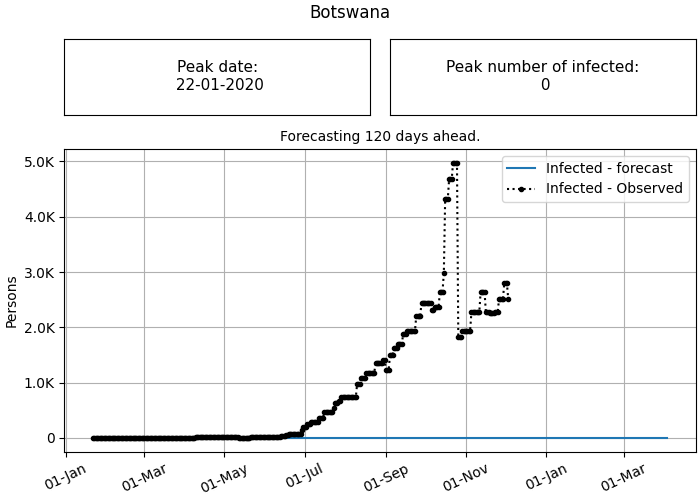 Botswana
Peak date:
22-01-2020
Peak number of infected:
0
Forecasting 120 days ahead.
Infected - forecast
Infected - Observed
Persons
5.0K
4.0K
3.0K
2.0K
1.0K
0
01-Jan
01-Mar
01-May
01-Jul
01-Sep
01-Nov
01-Jan
01-Mar